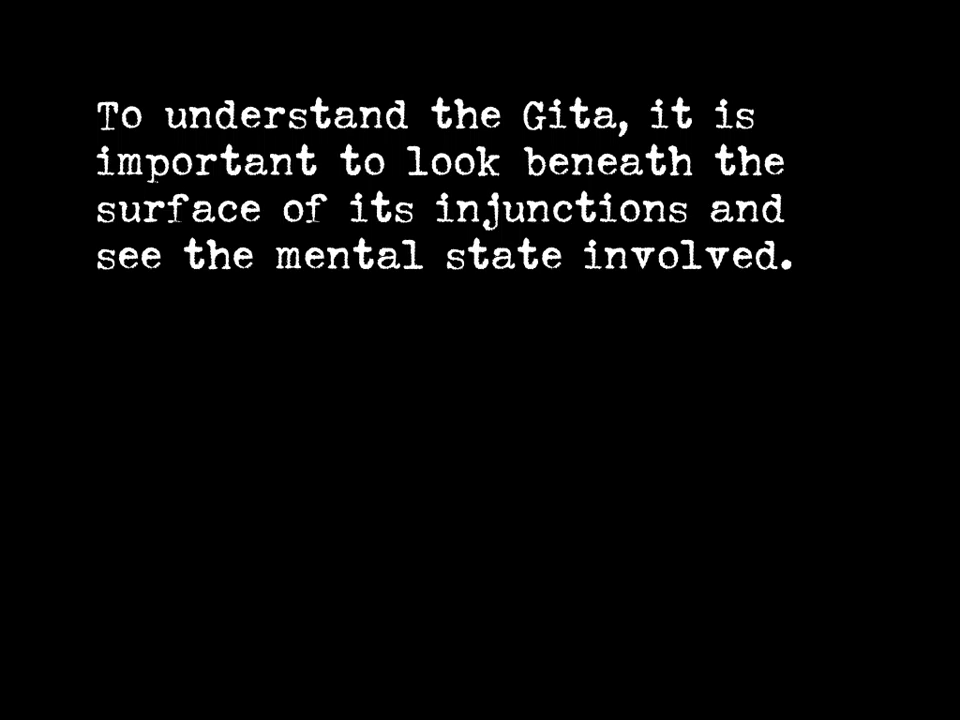 To understand the Gita, it is
important to look beneath the
surface of its injunctions and
see the mental state involved.